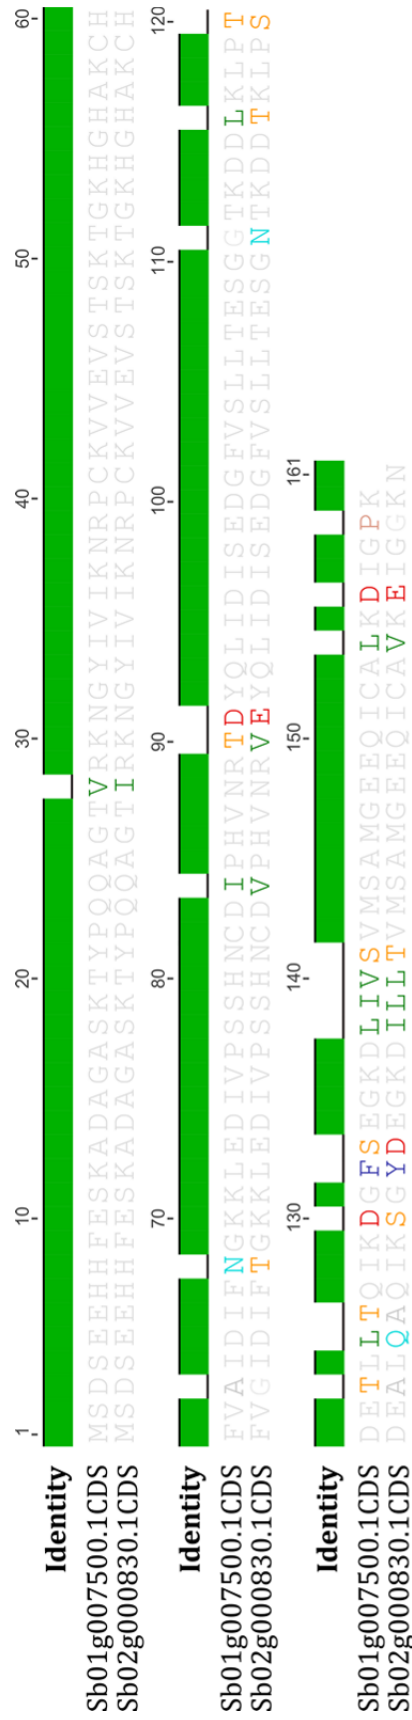 1 10 20 30 40 50 60
Identity
Sb01g007500.1CDS MSDSEEHHFESKADAGASKTYPQQAGTVRKNGYIVIKNRPCKVVEVSTSKTGKHGHAKCH
Sb02g000830.1CDS MSDSEEHHFESKADAGASKTYPQQAGTIRKNGYIVIKNRPCKVVEVSTSKTGKHGHAKCH
70 80 90 100 110 120
Identity
Sb01g007500.1CDS FVAIDIFNGKKLEDIVPSSHNCDIPHVNRTDYQLIDISEDGFVSLLTESGGTKDDLKLPT
Sb02g000830.1CDS FVGIDIFTGKKLEDIVPSSHNCDVPHVNRVEYQLIDISEDGFVSLLTESGNTKDDTKLPS
130 140 150 161
Identity
Sb01g007500.1CDS DETLLTQIKDGFSEGKDLIVSVMSAMGEEQICALKDIGPK
Sb02g000830.1CDS DEALQAQIKSGYDEGKDILLTVMSAMGEEQICAVKEIGGKN